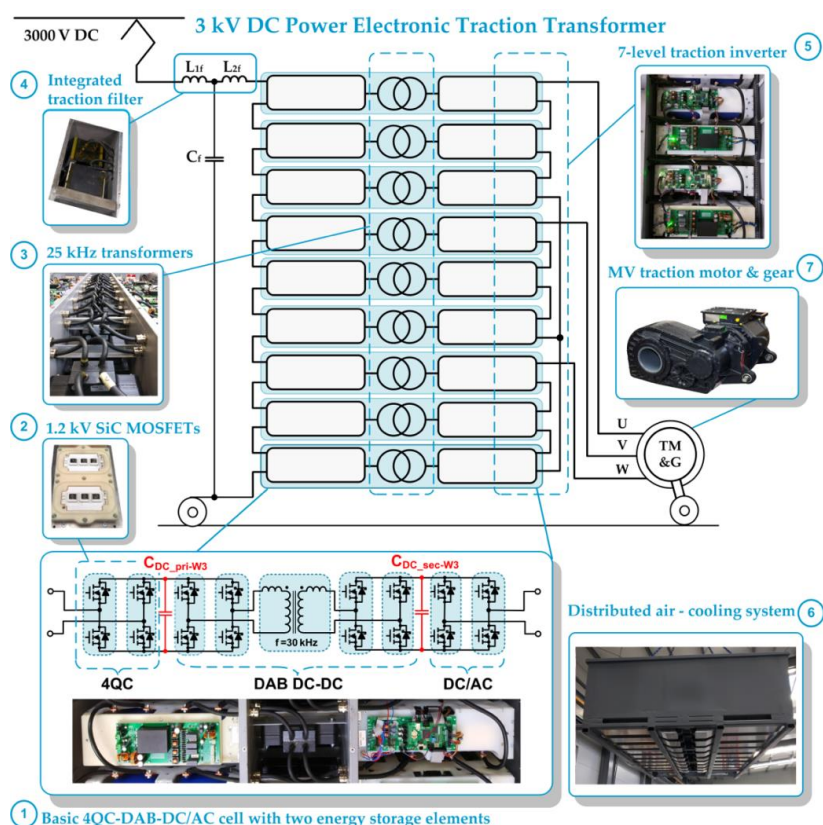 3 kV DC Power Electronic Traction Transformer
3000 V DC
L1f
L2f
Cf
4
Integrated
traction filter
3
25 kHz transformers
2
1.2 kV SiC MOSFETs
7-level traction inverter
5
MV traction motor & gear
7
U
V
W
TM
&G
CDC_pri-W3
CDC_sec-W3
f=30 kHz
4QC
DAB DC-DC
DC/AC
Distributed air - cooling system
6
1
Basic 4QC-DAB-DC/AC cell with two energy storage elements